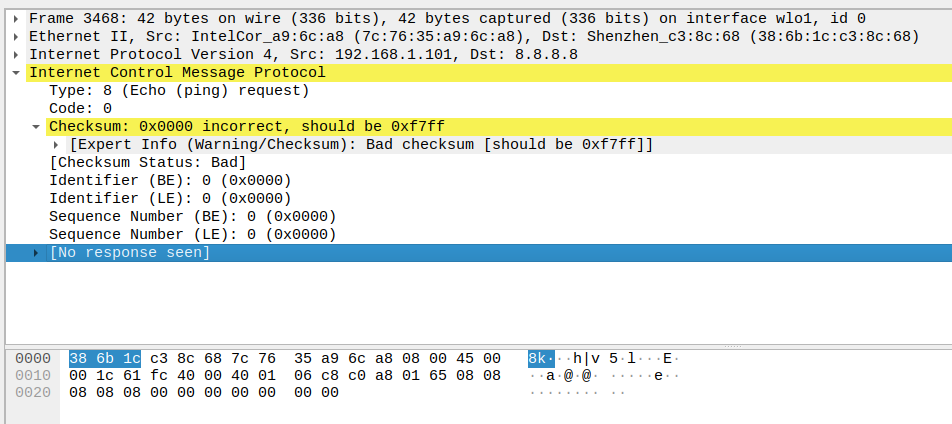 Frame 3468: 42 bytes on wire (336 bits), 42 bytes captured (336 bits) on interface wlo1, id 0
Ethernet II, Src: IntelCor_a9:6c:a8 (7c:76:35:a9:6c:a8), Dst: Shenzhen_c3:8c:68 (38:6b:1c:c3:8c:68)
Internet Protocol Version 4, Src: 192.168.1.101, Dst: 8.8.8.8
Internet Control Message Protocol
Type: 8 (Echo (ping) request)
Code: 0
Checksum: 0x0000 incorrect, should be 0xf7ff
[Expert Info (Warning/Checksum): Bad checksum [should be 0xf7ff]]
[Checksum Status: Bad]
Identifier (BE): 0 (0x0000)
Identifier (LE): 0 (0x0000)
Sequence Number (BE): 0 (0x0000)
Sequence Number (LE): 0 (0x0000)
[No response seen]
0000 38 6b 1c c3 8c 68 7c 76 35 a9 6c a8 08 00 45 00 8k···h|v 5·l···E·
0010 00 1c 61 fc 40 00 40 01 06 c8 c0 a8 01 65 08 08 ··a·@·@· ·····e··
0020 08 08 08 00 00 00 00 00 00 00 ········ ··